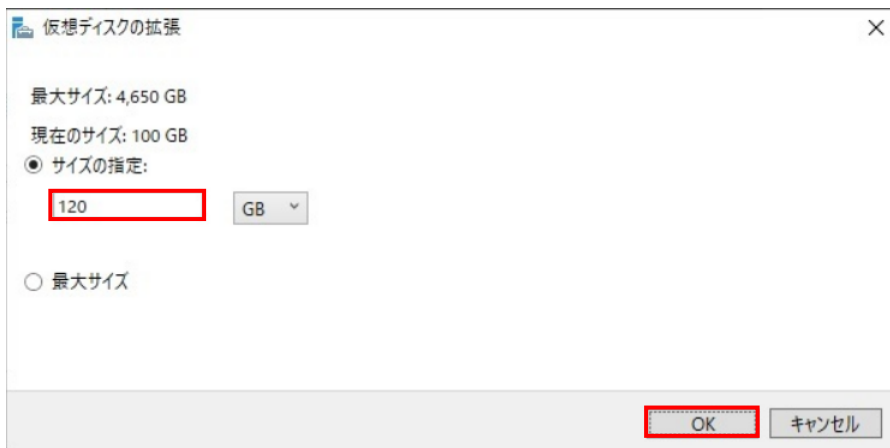 仮想ディスクの拡張
最大サイズ: 4,650 GB
現在のサイズ: 100 GB
サイズの指定:
120 GB
最大サイズ
OK キャンセル